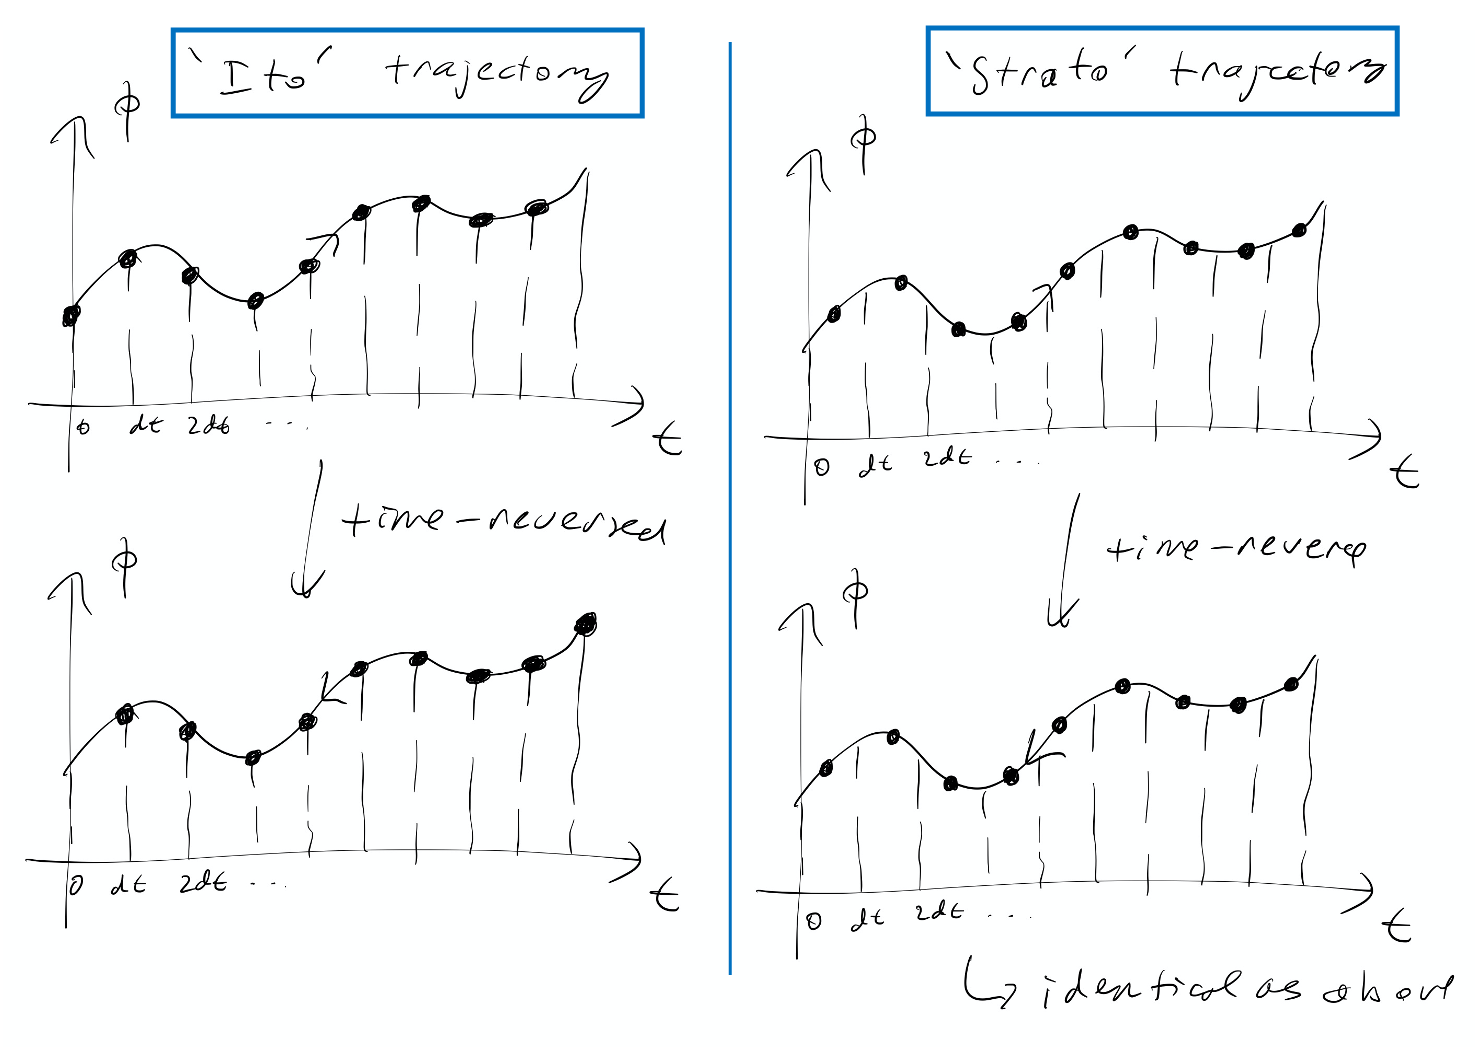 'Ito' trajectory
ϕ
0 dt 2dt ...
t
time-reversed
ϕ
0 dt 2dt ...
t
'Strato' trajectory
ϕ
0 dt 2dt ...
t
time-reverse
ϕ
0 dt 2dt ...
t
↳ identical as above